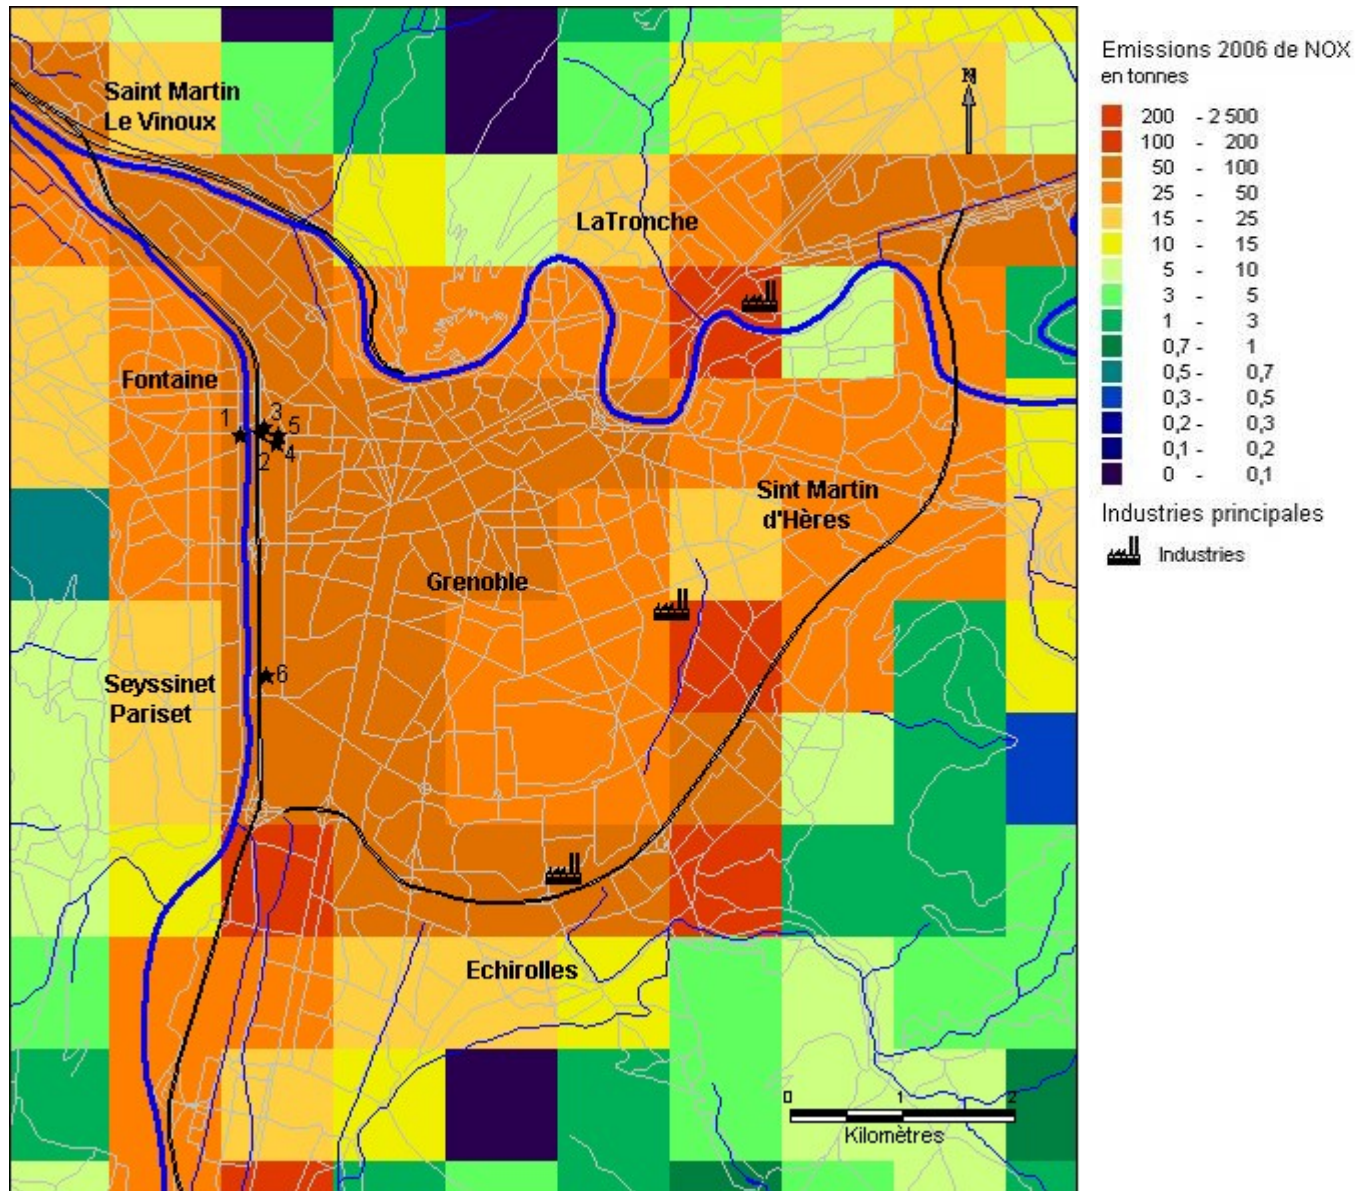 Saint Martin
Le Vinoux
N
LaTronche
Fontaine
1
3
5
2
4
Sint Martin
d'Hères
Grenoble
6
Seyssinet
Pariset
Echirolles
0 1 2
Kilomètres
Emissions 2006 de NOX
en tonnes
200 - 2 500
100 - 200
50 - 100
25 - 50
15 - 25
10 - 15
5 - 10
3 - 5
1 - 3
0,7 - 1
0,5 - 0,7
0,3 - 0,5
0,2 - 0,3
0,1 - 0,2
0 - 0,1
Industries principales
Industries